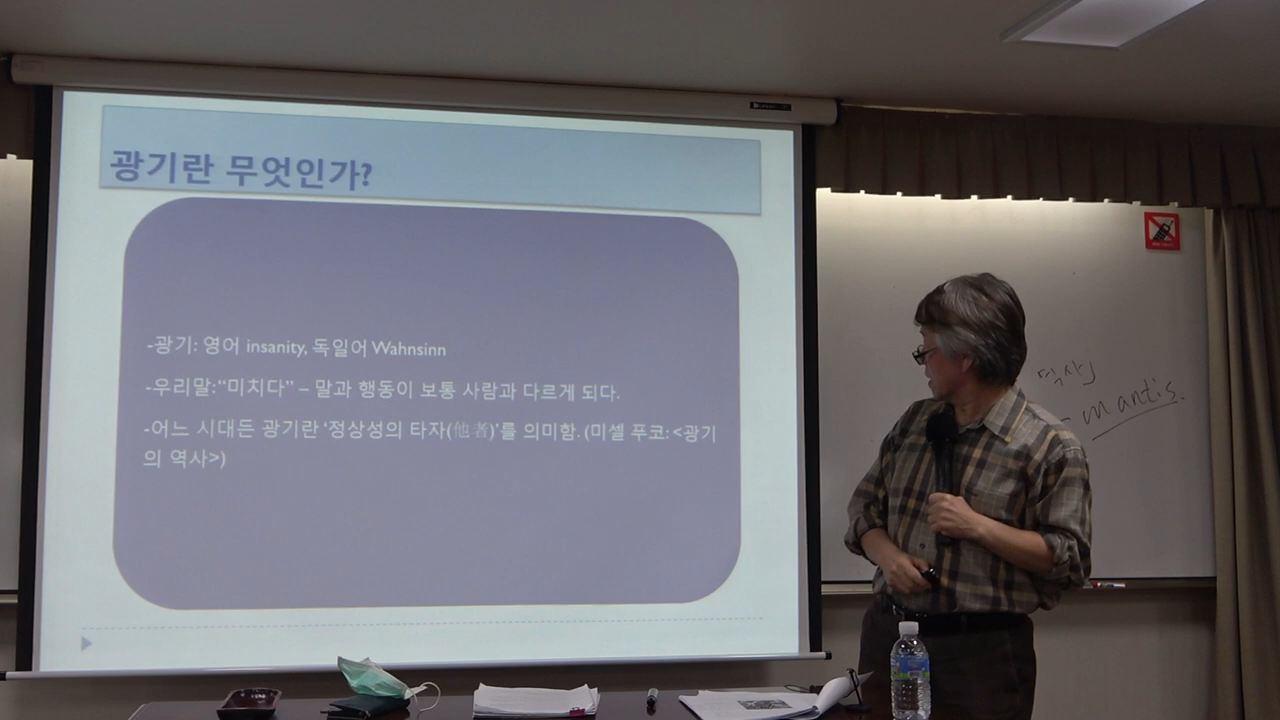 광기란 무엇인가?
-광기: 영어 insanity, 독일어 Wahnsinn
-우리말:“미치다” – 말과 행동이 보통 사람과 다르게 되다.
-어느 시대든 광기란 ‘정상성의 타자(他者)’를 의미함. (미셸 푸코: <광기
의 역사>)
mantis.